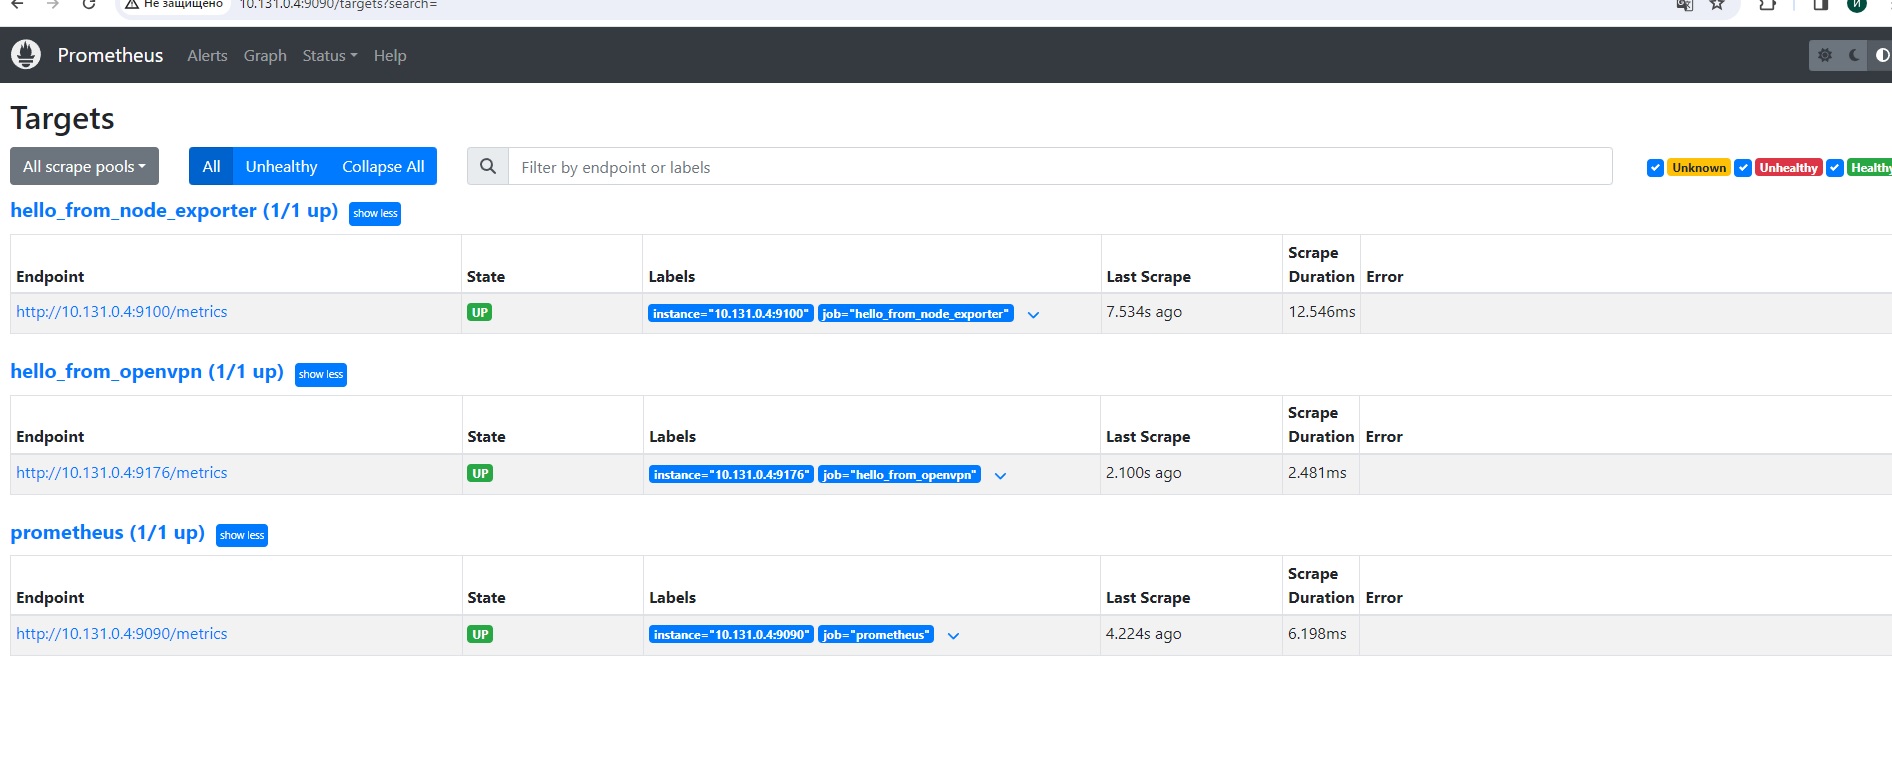 Не защищено 10.131.0.4:9090/targets?search=
И
Prometheus Alerts Graph Status Help
Targets
All scrape pools All Unhealthy Collapse All Filter by endpoint or labels Unknown Unhealthy Healthy
hello_from_node_exporter (1/1 up) show less
Endpoint State Labels Last Scrape Scrape Duration Error
http://10.131.0.4:9100/metrics UP instance="10.131.0.4:9100" job="hello_from_node_exporter" 7.534s ago 12.546ms
hello_from_openvpn (1/1 up) show less
Endpoint State Labels Last Scrape Scrape Duration Error
http://10.131.0.4:9176/metrics UP instance="10.131.0.4:9176" job="hello_from_openvpn" 2.100s ago 2.481ms
prometheus (1/1 up) show less
Endpoint State Labels Last Scrape Scrape Duration Error
http://10.131.0.4:9090/metrics UP instance="10.131.0.4:9090" job="prometheus" 4.224s ago 6.198ms